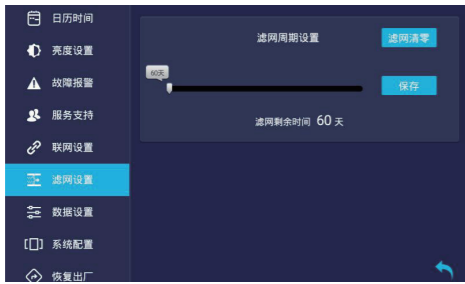 日历时间
亮度设置
故障报警
服务支持
联网设置
滤网设置
数据设置
系统配置
恢复出厂
滤网周期设置
滤网清零
60天
保存
滤网剩余时间 60 天